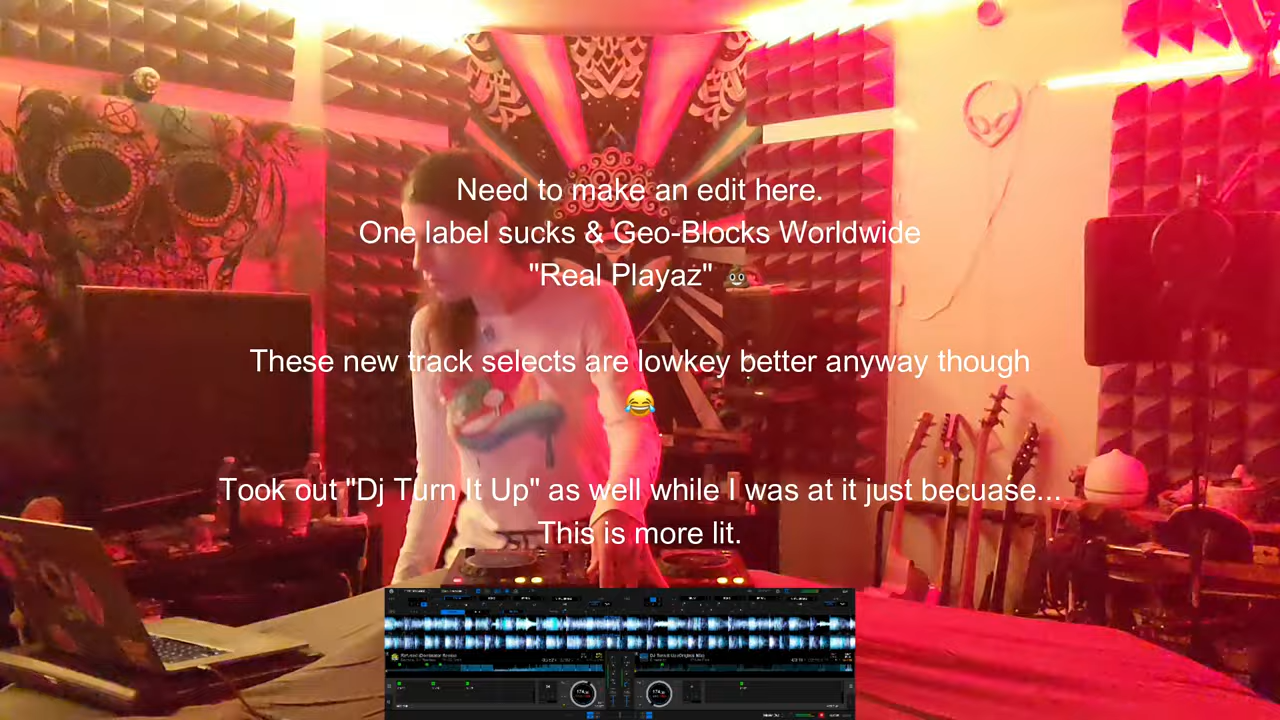 Need to make an edit here.
One label sucks & Geo-Blocks Worldwide
"Real Playaz" 💩
These new track selects are lowkey better anyway though
😂
Took out "Dj Turn It Up" as well while I was at it just becuase...
This is more lit.